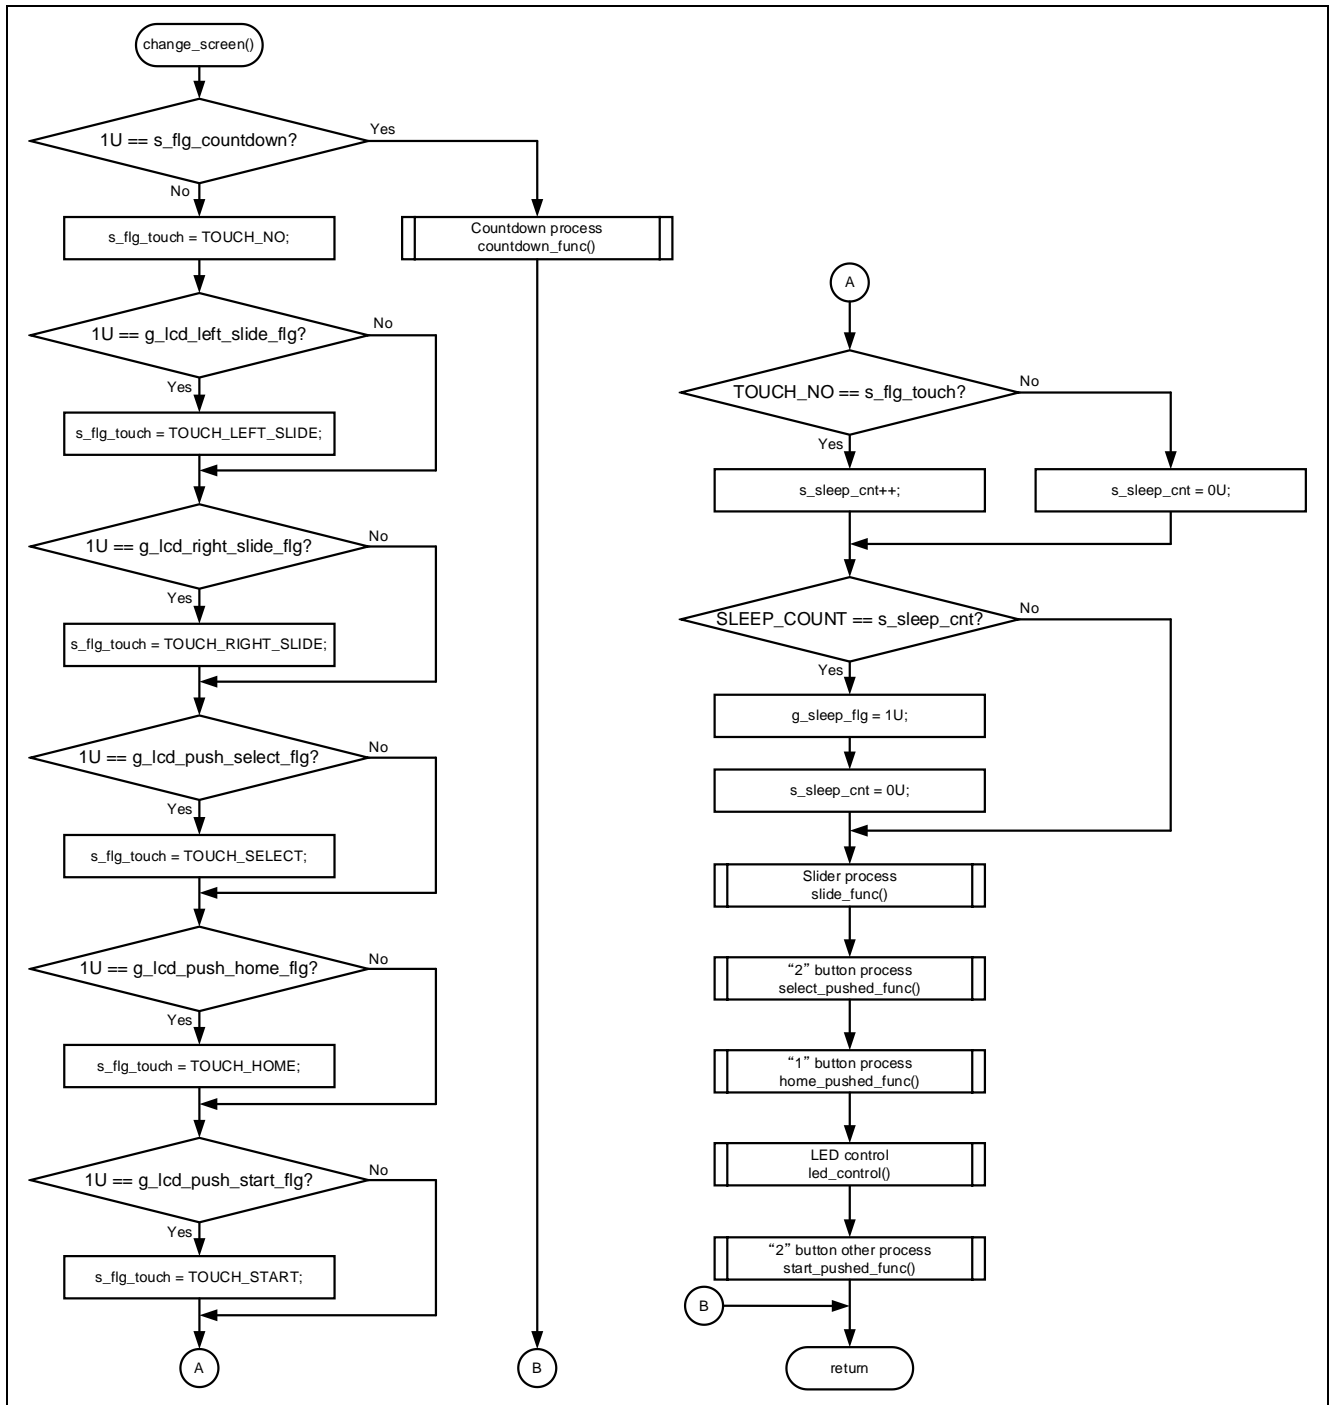 change_screen()
1U == s_flg_countdown?
Yes
No
s_flg_touch = TOUCH_NO;
Countdown process
countdown_func()
1U == g_lcd_left_slide_flg?
No
Yes
s_flg_touch = TOUCH_LEFT_SLIDE;
1U == g_lcd_right_slide_flg?
No
Yes
s_flg_touch = TOUCH_RIGHT_SLIDE;
1U == g_lcd_push_select_flg?
No
Yes
s_flg_touch = TOUCH_SELECT;
1U == g_lcd_push_home_flg?
No
Yes
s_flg_touch = TOUCH_HOME;
1U == g_lcd_push_start_flg?
No
Yes
s_flg_touch = TOUCH_START;
A
B
A
TOUCH_NO == s_flg_touch?
No
Yes
s_sleep_cnt++;
s_sleep_cnt = 0U;
SLEEP_COUNT == s_sleep_cnt?
No
Yes
g_sleep_flg = 1U;
s_sleep_cnt = 0U;
Slider process
slide_func()
“2” button process
select_pushed_func()
“1” button process
home_pushed_func()
LED control
led_control()
“2” button other process
start_pushed_func()
B
return